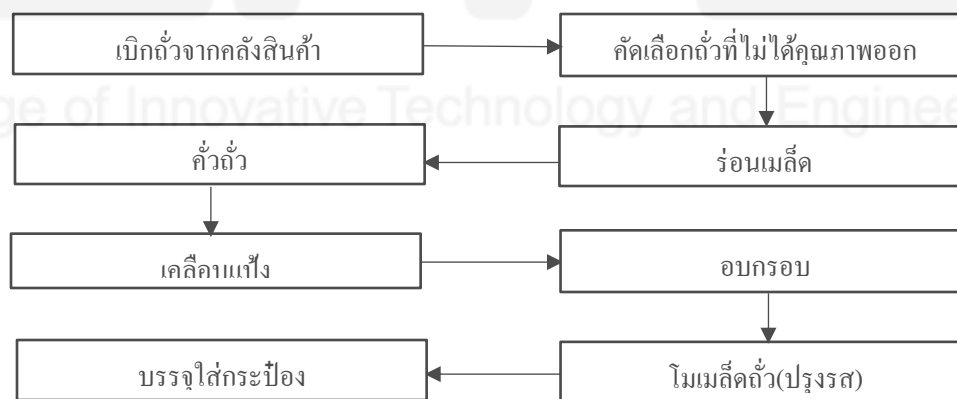 เบิกถั่วจากคลังสินค้า
คัดเลือกถั่วที่ไม่ได้คุณภาพออก
ge of Innovative Technology and Enginee
คั่วถั่ว
ร่อนเมล็ด
เคลือบแป้ง
อบกรอบ
บรรจุใส่กระป๋อง
โมเมล็ดถั่ว(ปรุงรส)